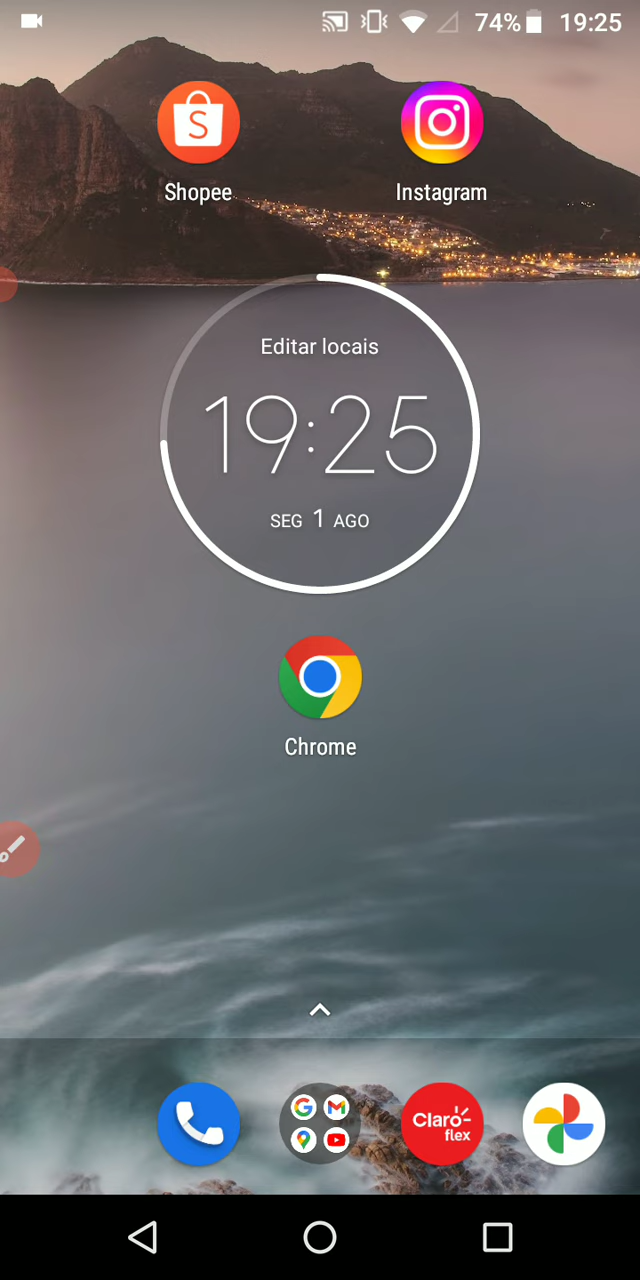 74% 19:25
Shopee
Instagram
Editar locais
19:25
SEG 1 AGO
Chrome
Claro-
flex